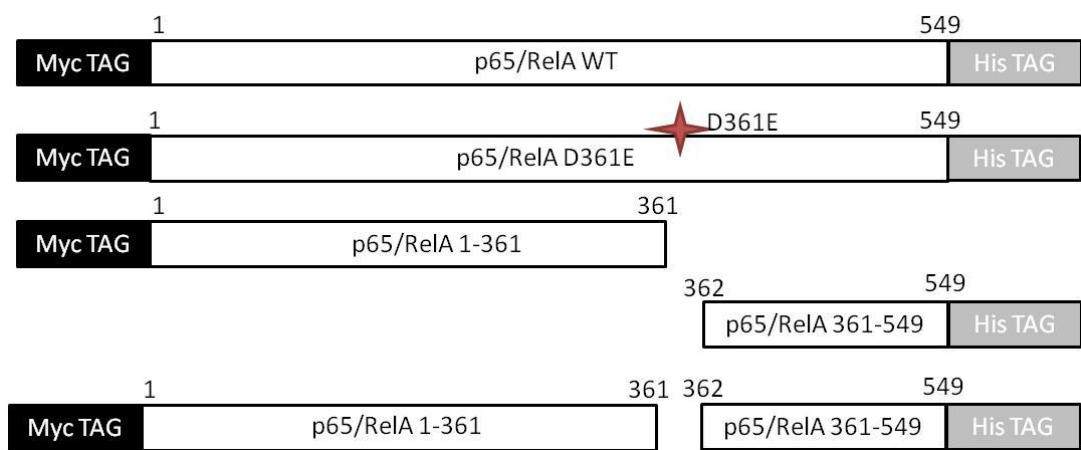 1 549
Myc TAG p65/RelA WT His TAG
1 D361E 549
Myc TAG p65/RelA D361E His TAG
1 361
Myc TAG p65/RelA 1-361
362 549
p65/RelA 361-549 His TAG
1 361 362 549
Myc TAG p65/RelA 1-361 p65/RelA 361-549 His TAG